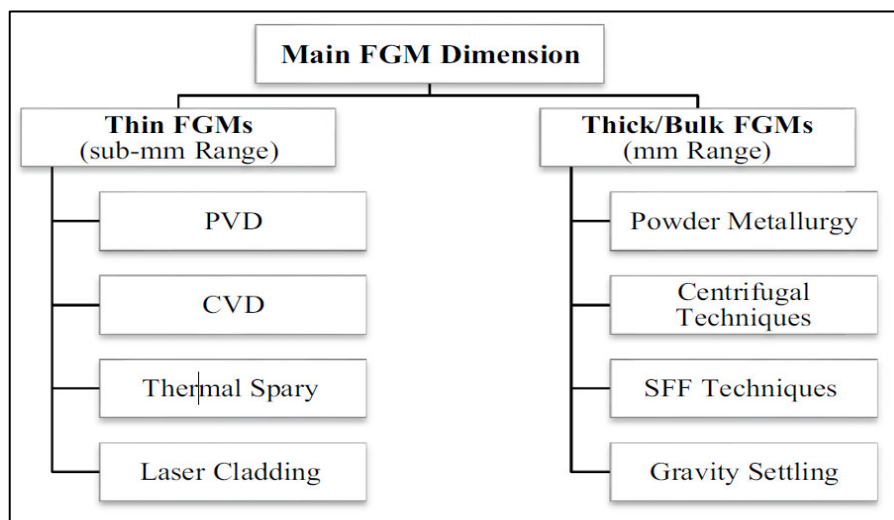 Main FGM Dimension
Thin FGMs
(sub-mm Range)
PVD
CVD
Thermal Spary
Laser Cladding
Thick/Bulk FGMs
(mm Range)
Powder Metallurgy
Centrifugal
Techniques
SFF Techniques
Gravity Settling